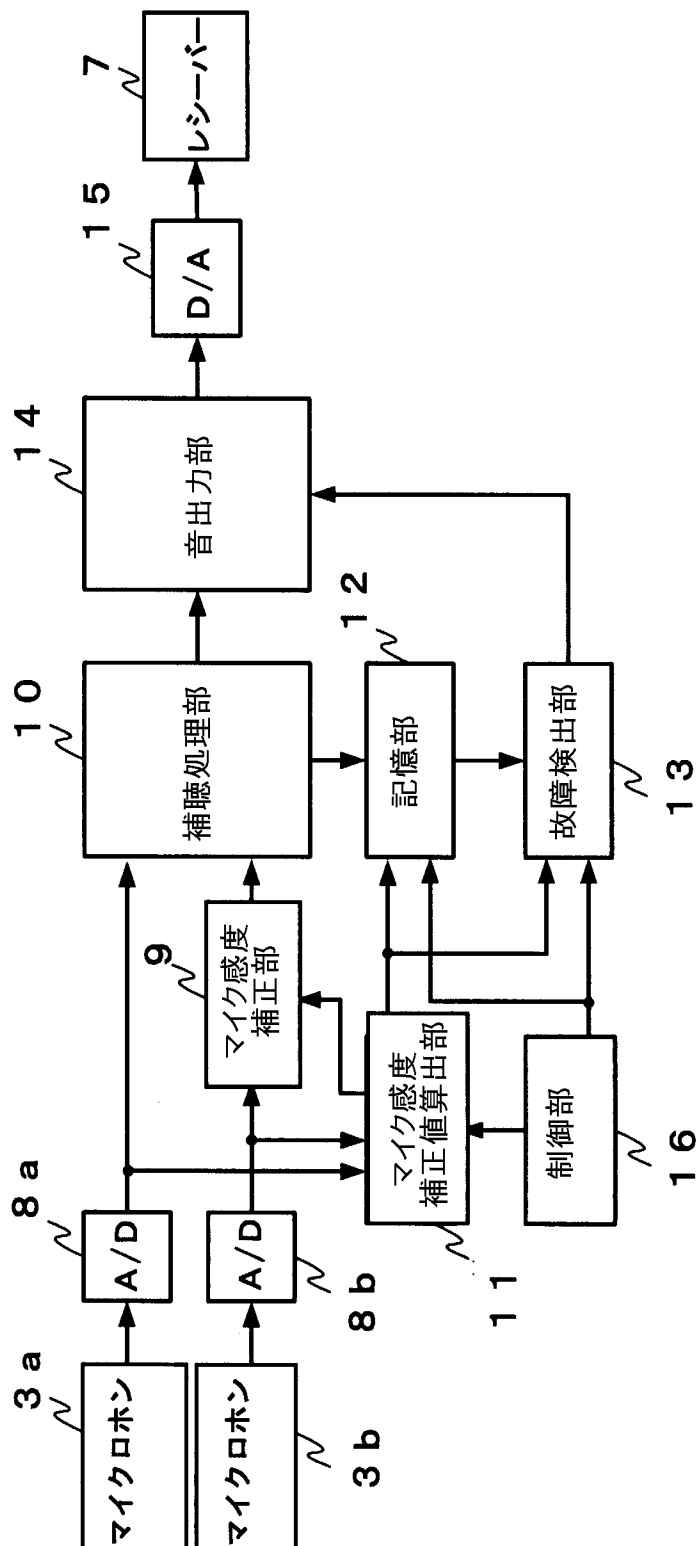 3a
マイクロホン
8a
A/D
マイクロホン
3b
A/D
8b
9
マイク感度
補正部
マイク感度
補正値算出部
11
制御部
16
10
補聴処理部
12
記憶部
故障検出部
13
14
音出力部
15
D/A
7
レシーバー